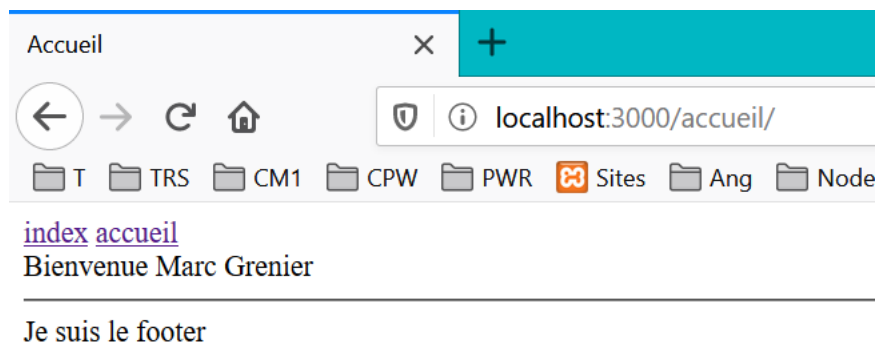 Accueil
localhost:3000/accueil/
T TRS CM1 CPW PWR Sites Ang Node
index accueil
Bienvenue Marc Grenier
Je suis le footer